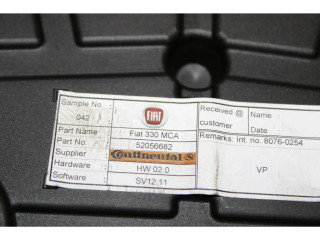 Sample No
042
FIAT
Received @
customer
Name
Date
Part Name
Fiat 330 MCA
Remarks: int. no. 8076-0254
Part No.
52056682
Supplier
Continental
VP
Hardware
HW 02.0
Software
SV12.11